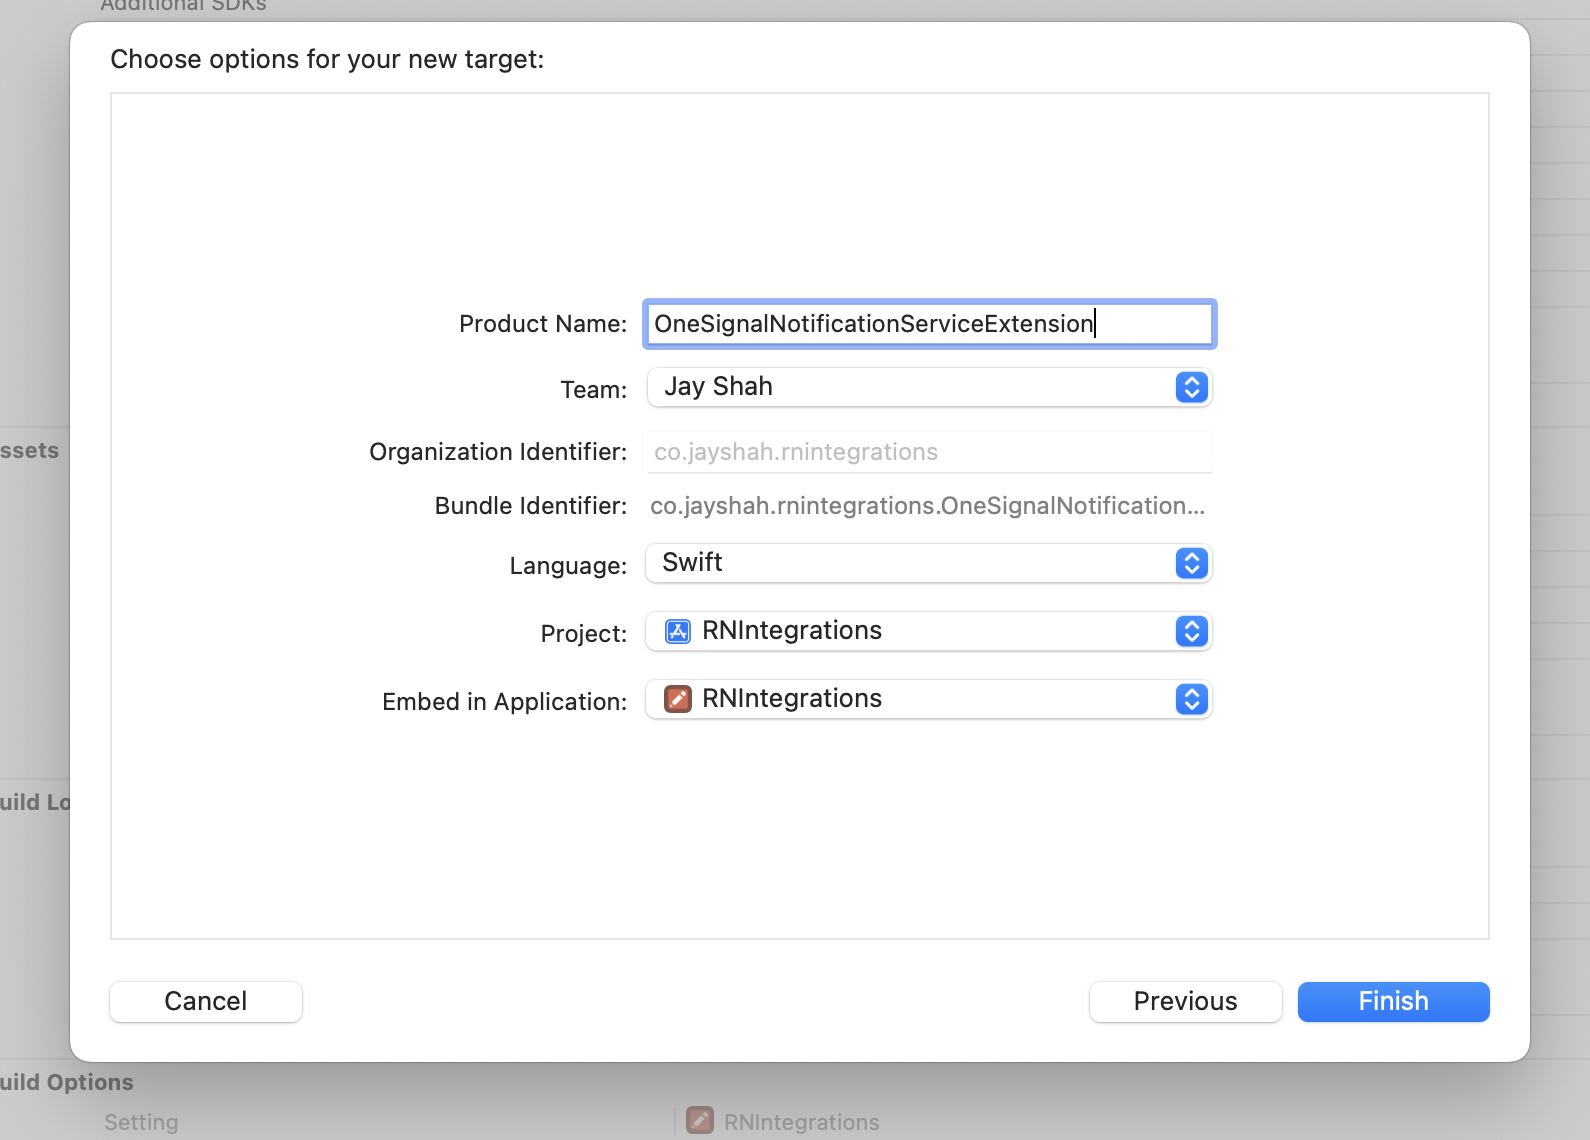 Additional SDKs
Choose options for your new target:
Product Name: OneSignalNotificationServiceExtension
Team: Jay Shah
Organization Identifier: co.jayshah.rnintegrations
ssets
Bundle Identifier: co.jayshah.rnintegrations.OneSignalNotification...
Language: Swift
Project: RNIntegrations
Embed in Application: RNIntegrations
uild Lo
Cancel Previous Finish
uild Options
Setting RNIntegrations